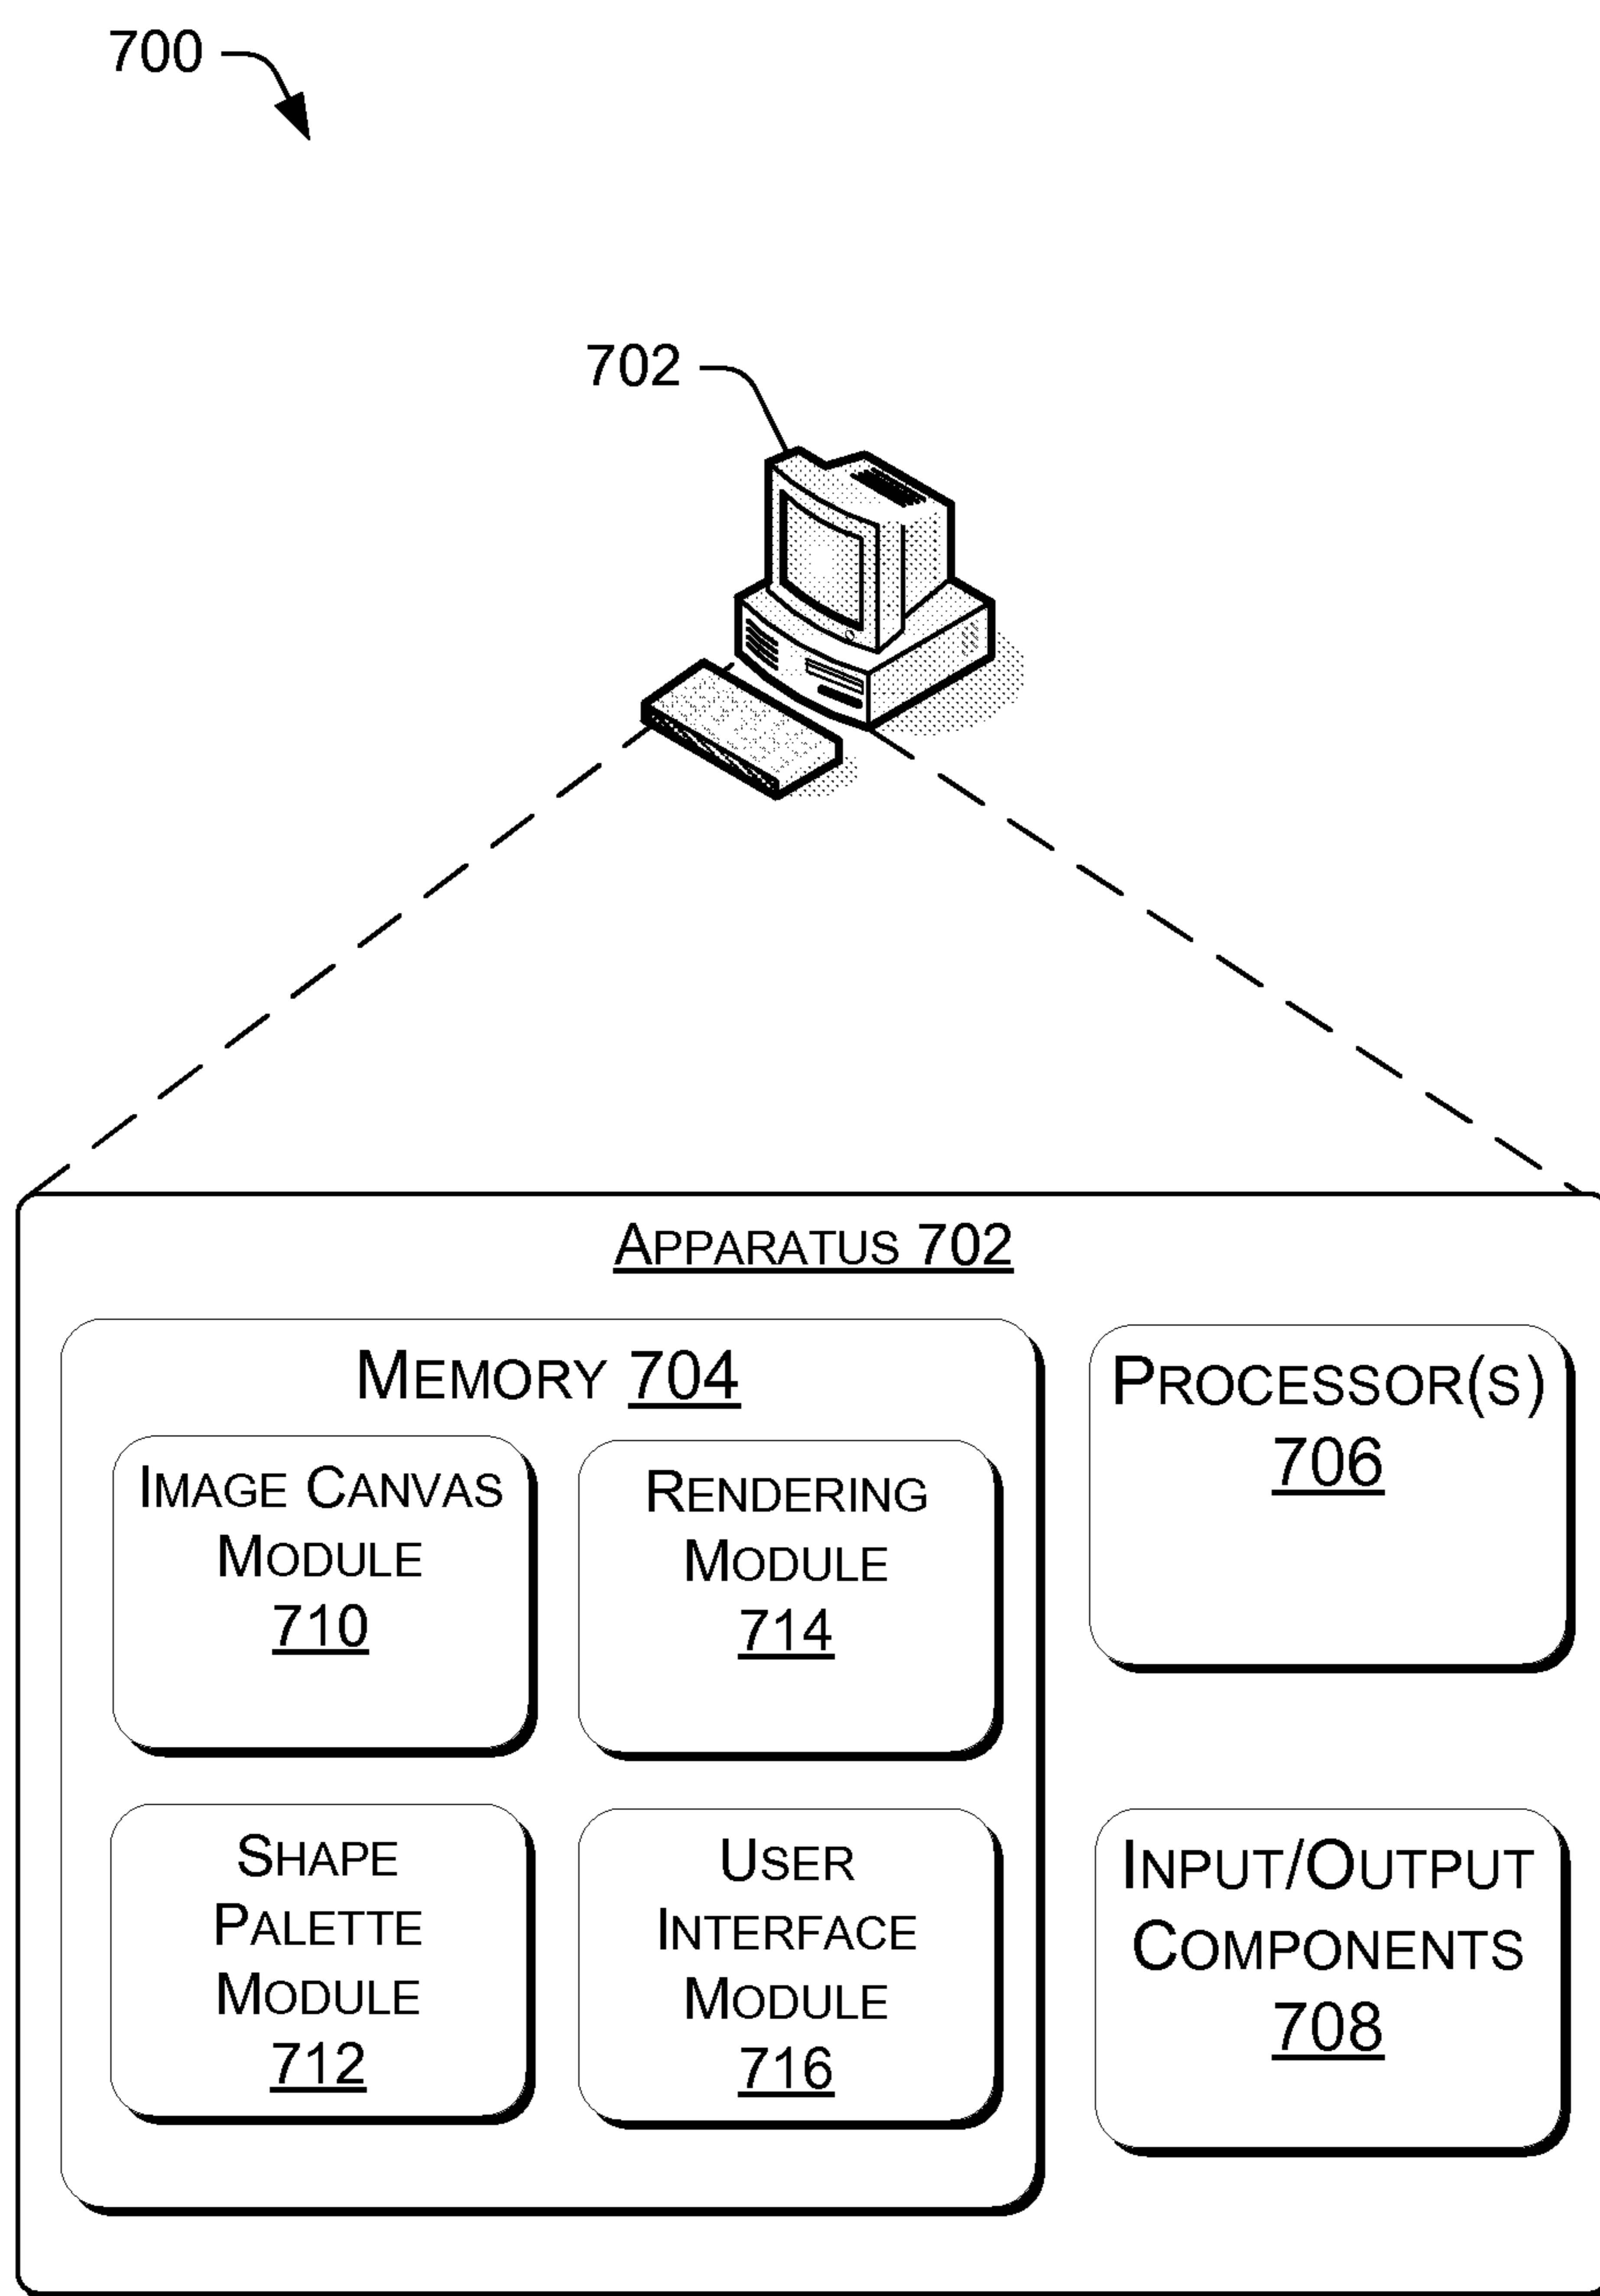 700
702
APPARATUS 702
MEMORY 704
IMAGE CANVAS
MODULE
710
RENDERING
MODULE
714
SHAPE
PALETTE
MODULE
712
USER
INTERFACE
MODULE
716
PROCESSOR(S)
706
INPUT/OUTPUT
COMPONENTS
708